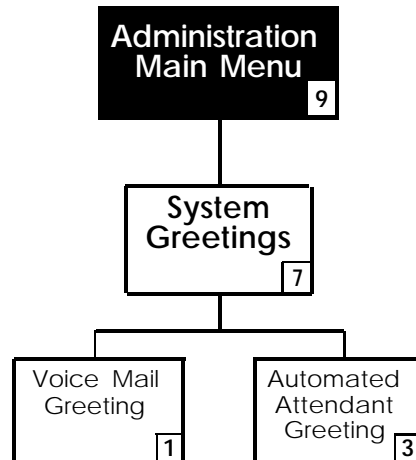 Administration
Main Menu
9
System
Greetings
7
Voice Mail
Greeting
1
Automated
Attendant
Greeting
3